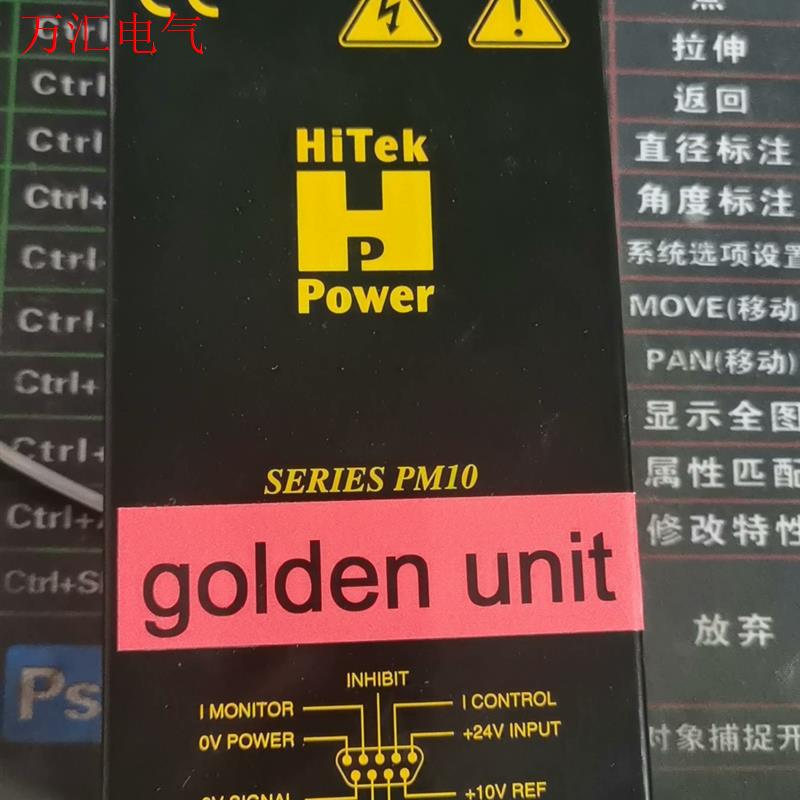 万汇电气
HiTek
HP
Power
SERIES PM10
golden unit
INHIBIT
I MONITOR
I CONTROL
0V POWER
+24V INPUT
+10V REF
Ctrl
Ctrl
Ctrl+
Ctrl
Ctrl
Ctrl+
Ctrl+
Ctrl+
Ps
拉伸
返回
直径标注
角度标注
系统选项设置
MOVE(移动
PAN(移动)
显示全图
属性匹配
修改特性
放弃
对象捕捉开